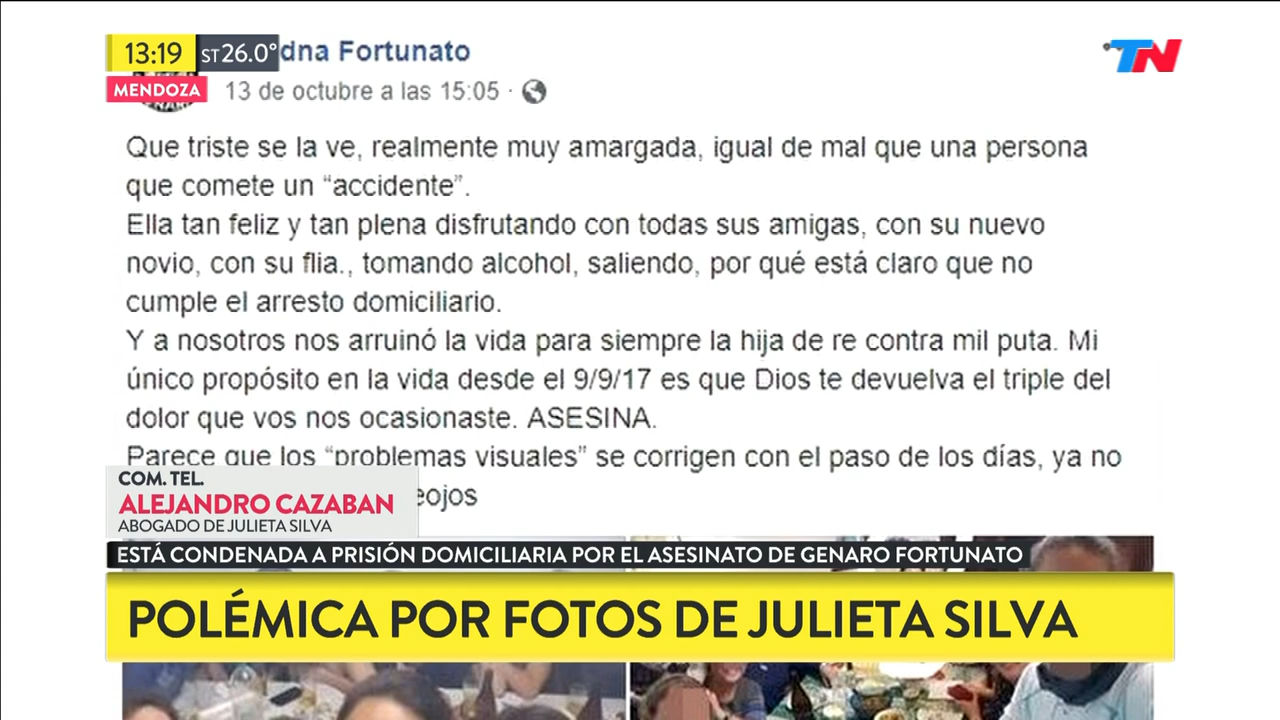 13:19 ST 26.0°
dna Fortunato
TN
MENDOZA
13 de octubre a las 15:05 ·
Que triste se la ve, realmente muy amargada, igual de mal que una persona
que comete un “accidente”.
Ella tan feliz y tan plena disfrutando con todas sus amigas, con su nuevo
novio, con su flia., tomando alcohol, saliendo, por qué está claro que no
cumple el arresto domiciliario.
Y a nosotros nos arruinó la vida para siempre la hija de re contra mil puta. Mi
único propósito en la vida desde el 9/9/17 es que Dios te devuelva el triple del
dolor que vos nos ocasionaste. ASESINA.
Parece que los “problemas visuales” se corrigen con el paso de los días, ya no
eojos
COM. TEL.
ALEJANDRO CAZABAN
ABOGADO DE JULIETA SILVA
ESTÁ CONDENADA A PRISIÓN DOMICILIARIA POR EL ASESINATO DE GENARO FORTUNATO
POLÉMICA POR FOTOS DE JULIETA SILVA